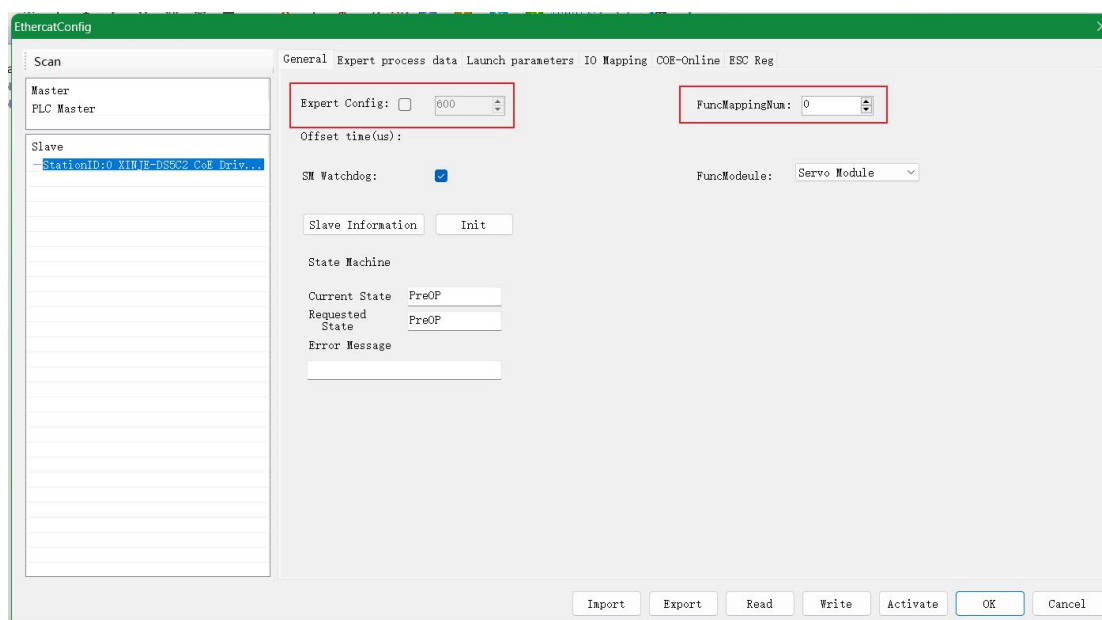 EthercatConfig
Scan
General Expert process data Launch parameters IO Mapping COE-Online ESC Reg
Master
PLC Master
Expert Config: 600
FuncMappingNum: 0
Offset time(us):
Slave
StationID:0 XINJE-DS5C2 CoE Driv...
SM Watchdog:
FuncModeule: Servo Module
Slave Information Init
State Machine
Current State PreOP
Requested State PreOP
Error Message
Import Export Read Write Activate OK Cancel